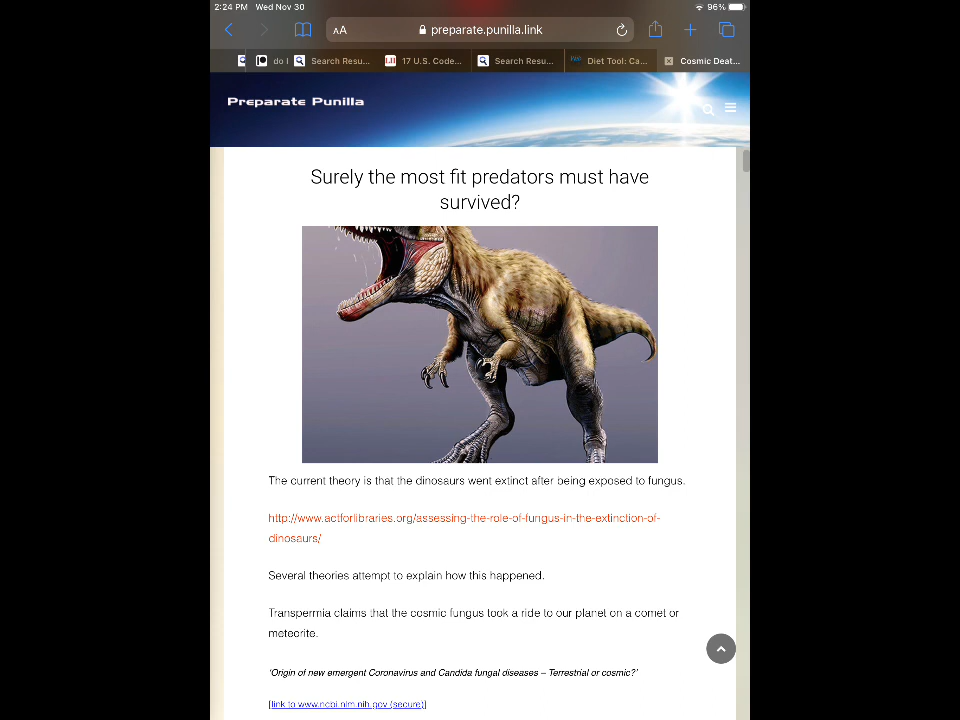 2:24 PM Wed Nov 30 96%
AA preparate.punilla.link
do I Search Resu... LII 17 U.S. Code... Search Resu... Diet Tool: Ca... Cosmic Deat...
Preparate Punilla
Surely the most fit predators must have
survived?
The current theory is that the dinosaurs went extinct after being exposed to fungus.
http://www.actforlibraries.org/assessing-the-role-of-fungus-in-the-extinction-of-
dinosaurs/
Several theories attempt to explain how this happened.
Transpermia claims that the cosmic fungus took a ride to our planet on a comet or
meteorite.
'Origin of new emergent Coronavirus and Candida fungal diseases – Terrestrial or cosmic?'
[link to www.ncbi.nlm.nih.gov (secure)]